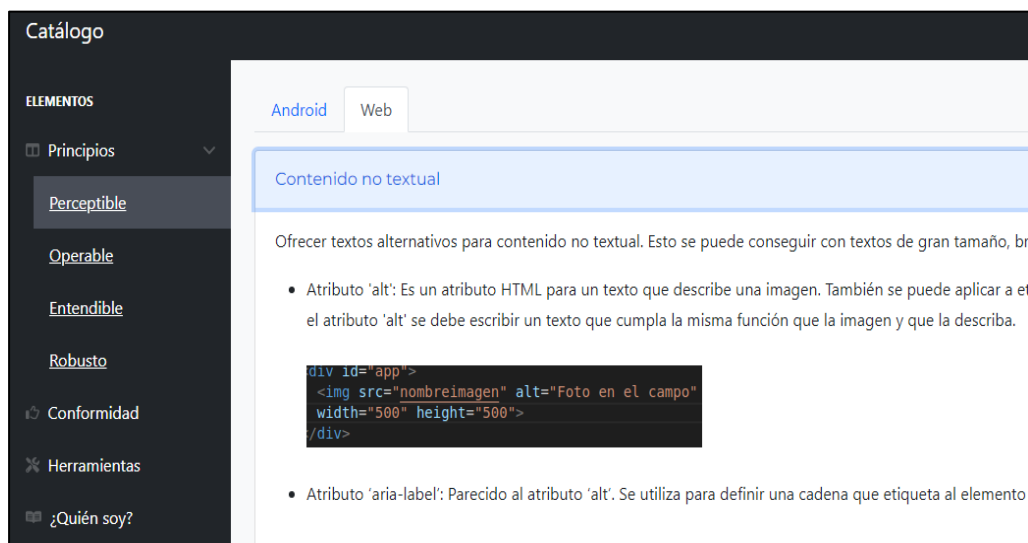 Catálogo
ELEMENTOS
Principios
Perceptible
Operable
Entendible
Robusto
Conformidad
Herramientas
¿Quién soy?
Android
Web
Contenido no textual
Ofrecer textos alternativos para contenido no textual. Esto se puede conseguir con textos de gran tamaño,
Atributo 'alt': Es un atributo HTML para un texto que describe una imagen. También se puede aplicar a
el atributo 'alt' se debe escribir un texto que cumpla la misma función que la imagen y que la describa.
div id="app">
<img src="nombreimagen" alt="Foto en el campo"
width="500" height="500">
/div>
Atributo 'aria-label': Parecido al atributo 'alt'. Se utiliza para definir una cadena que etiqueta al elemento